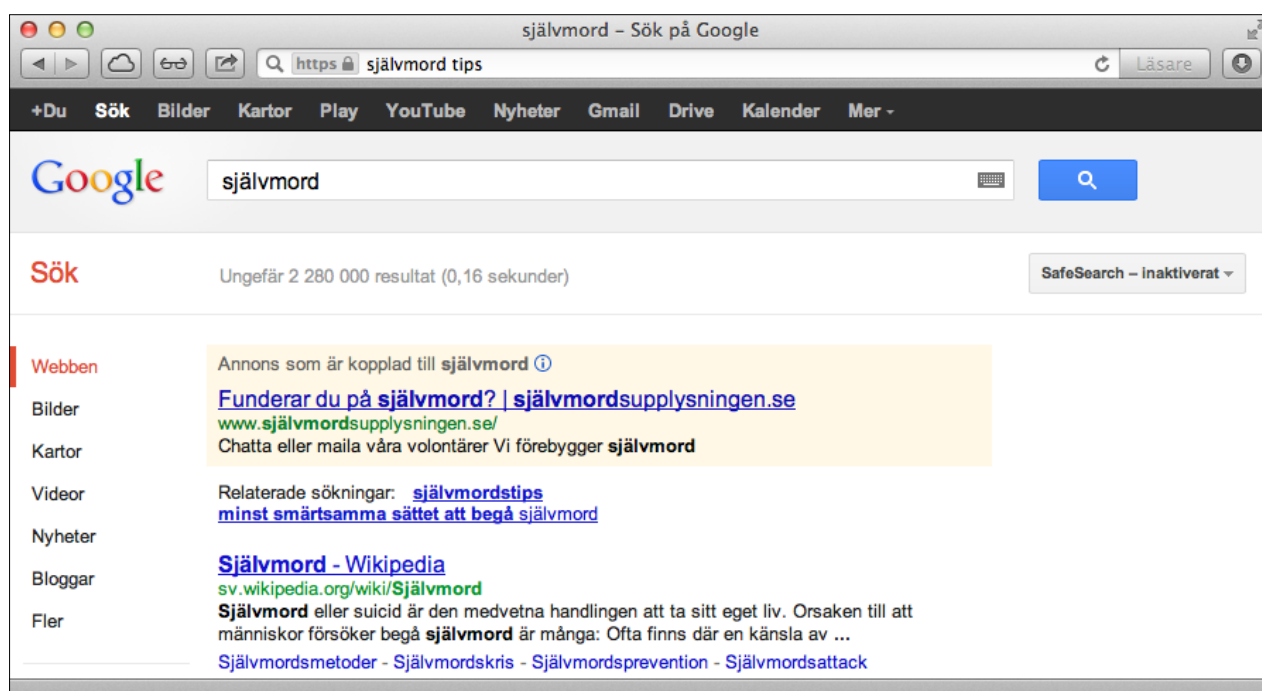 självmord – Sök på Google
https självmord tips Läsare
+Du Sök Bilder Kartor Play YouTube Nyheter Gmail Drive Kalender Mer
Google självmord
Sök Ungefär 2 280 000 resultat (0,16 sekunder) SafeSearch – inaktiverat
Webben
Bilder
Kartor
Videor
Nyheter
Bloggar
Fler
Annons som är kopplad till självmord
Funderar du på självmord? | självmordsupplysningen.se
www.självmordsupplysningen.se/
Chatta eller maila våra volontärer Vi förebygger självmord
Relaterade sökningar: självmordstips
minst smärtsamma sättet att begå självmord
Självmord - Wikipedia
sv.wikipedia.org/wiki/Självmord
Självmord eller suicid är den medvetna handlingen att ta sitt eget liv. Orsaken till att
människor försöker begå självmord är många: Ofta finns där en känsla av ...
Självmordsmetoder - Självmordskris - Självmordsprevention - Självmordsattack